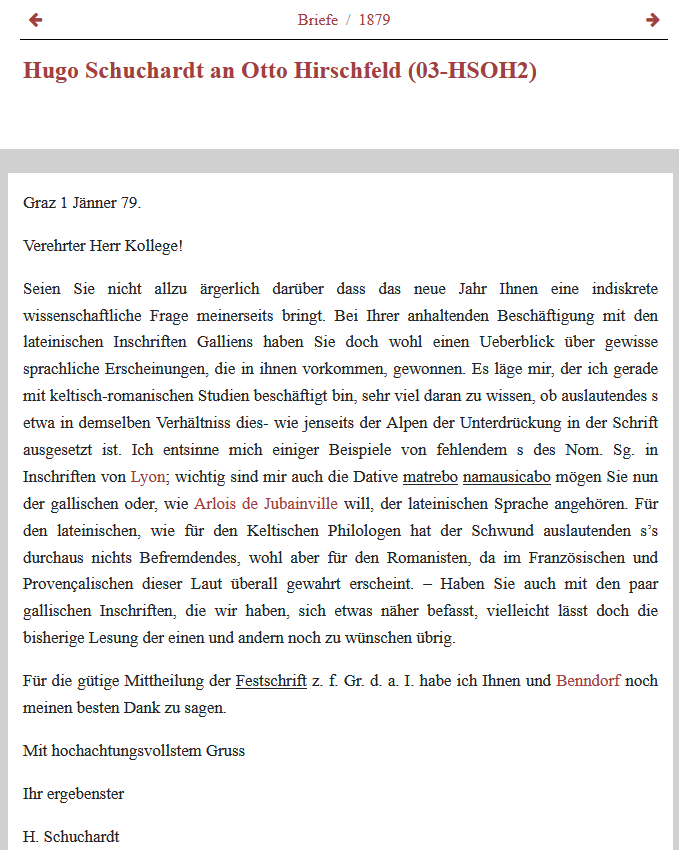 Briefe / 1879
Hugo Schuchardt an Otto Hirschfeld (03-HSOH2)
Graz 1 Jänner 79.
Verehrter Herr Kollege!
Seien Sie nicht allzu ärgerlich darüber dass das neue Jahr Ihnen eine indiskrete
wissenschaftliche Frage meinerseits bringt. Bei Ihrer anhaltenden Beschäftigung mit den
lateinischen Inschriften Galliens haben Sie doch wohl einen Ueberblick über gewisse
sprachliche Erscheinungen, die in ihnen vorkommen, gewonnen. Es läge mir, der ich gerade
mit keltisch-romanischen Studien beschäftigt bin, sehr viel daran zu wissen, ob auslautendes s
etwa in demselben Verhältniss dies- wie jenseits der Alpen der Unterdrückung in der Schrift
ausgesetzt ist. Ich entsinne mich einiger Beispiele von fehlendem s des Nom. Sg. in
Inschriften von Lyon; wichtig sind mir auch die Dative matrebo namausicabo mögen Sie nun
der gallischen oder, wie Arlois de Jubainville will, der lateinischen Sprache angehören. Für
den lateinischen, wie für den Keltischen Philologen hat der Schwund auslautenden s’s
durchaus nichts Befremdendes, wohl aber für den Romanisten, da im Französischen und
Provençalischen dieser Laut überall gewahrt erscheint. – Haben Sie auch mit den paar
gallischen Inschriften, die wir haben, sich etwas näher befasst, vielleicht lässt doch die
bisherige Lesung der einen und andern noch zu wünschen übrig.
Für die gütige Mittheilung der Festschrift z. f. Gr. d. a. I. habe ich Ihnen und Benndorf noch
meinen besten Dank zu sagen.
Mit hochachtungsvollstem Gruss
Ihr ergebenster
H. Schuchardt